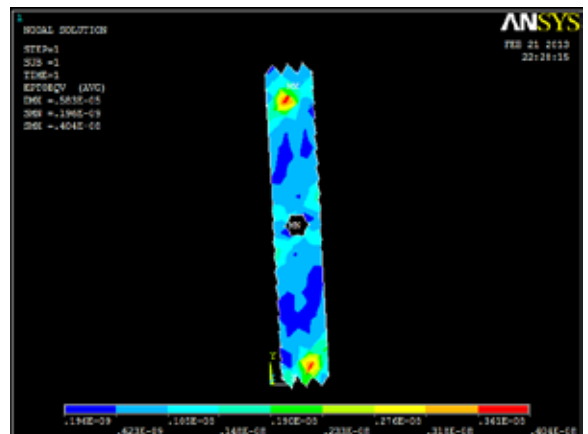 1
ANSYS
NODAL SOLUTION
FEB 21 2013
22:28:15
STEP=1
SUB =1
TIME=1
EPTOEQV (AVG)
DMX =.583E-05
SMN =.196E-09
SMX =.404E-08
MX
MN
Y
.196E-09 .105E-08 .190E-08 .276E-08 .361E-08
.623E-09 .148E-08 .233E-08 .318E-08 .404E-08